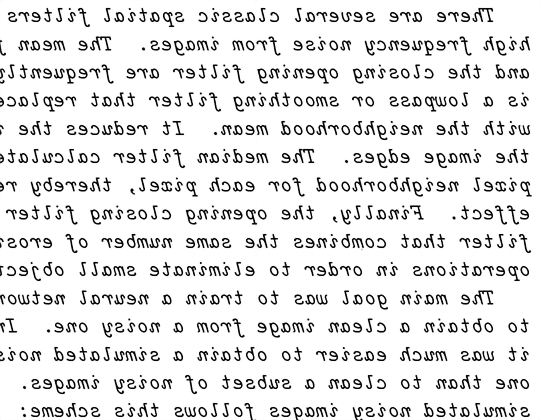 There are several classic spatial filters
high frequency noise from images. The mean
and the closing opening filter are frequently
is a lowpass or smoothing filter that replace
with the neighborhood mean. It reduces the
the image edges. The median filter calculate
pixel neighborhood for each pixel, thereby re
effect. Finally, the opening closing filter
filter that combines the same number of eros
operations in order to eliminate small object
The main goal was to train a neural networ
to obtain a clean image from a noisy one. In
it was much easier to obtain a simulated nois
one than to clean a subset of noisy images.
simulated noisy images follows this scheme: